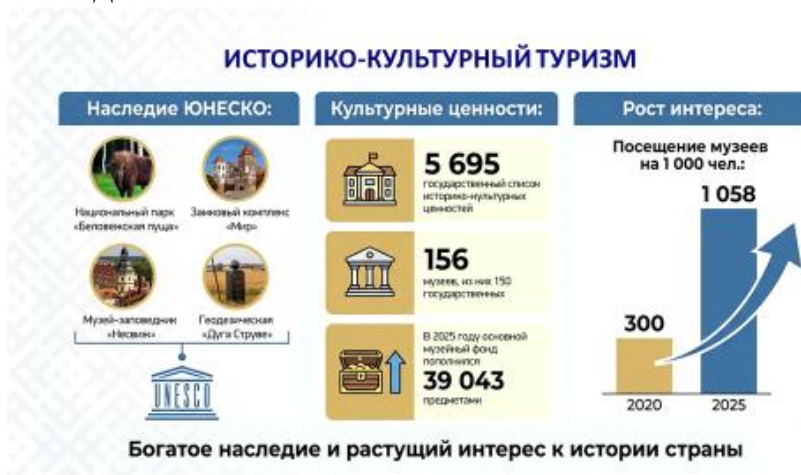 ИСТОРИКО-КУЛЬТУРНЫЙ ТУРИЗМ
Наследие ЮНЕСКО:
Национальный парк
«Беловежская пуща»
Замковый комплекс
«Мир»
Музей-заповедник
«Несвиж»
Геодезическая
«Дуга Струве»
UNESCO
Культурные ценности:
5 695
государственный список
историко-культурных
ценностей
156
музеев, из них 150
государственных
В 2025 году основной
музейный фонд
пополнился
39 043
предметами
Рост интереса:
Посещение музеев
на 1 000 чел.:
1 058
300
2020
2025
Богатое наследие и растущий интерес к истории страны